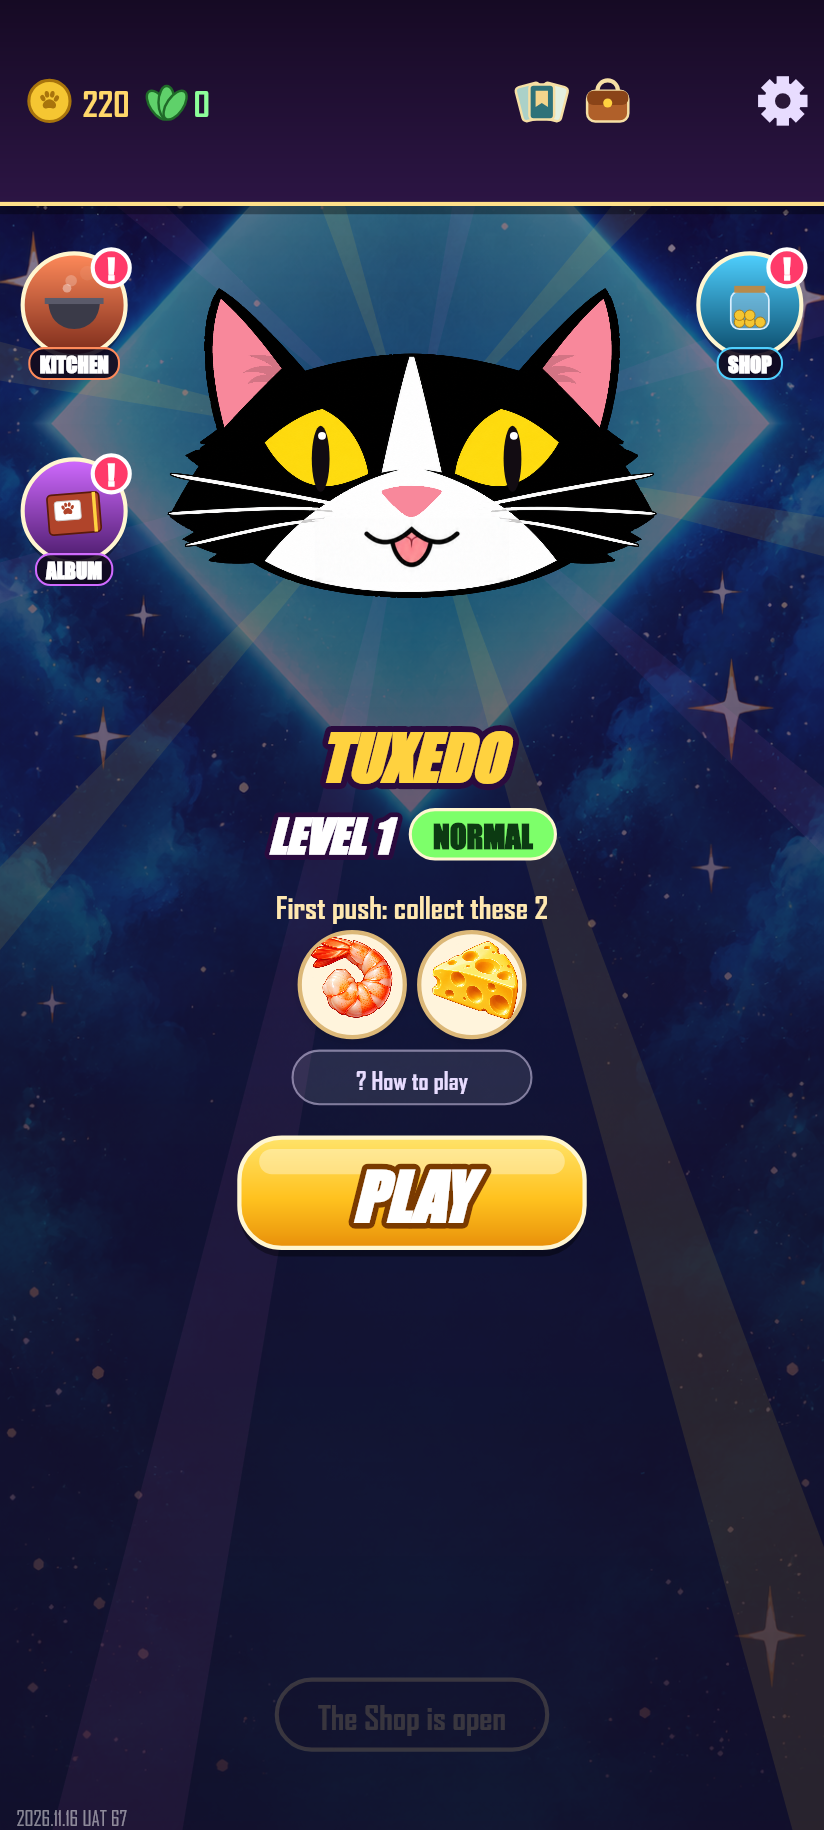 220
0
!
!
KITCHEN
SHOP
!
ALBUM
TUXEDO
LEVEL 1
NORMAL
First push: collect these 2
? How to play
PLAY
The Shop is open
2026.11.16 UAT 67